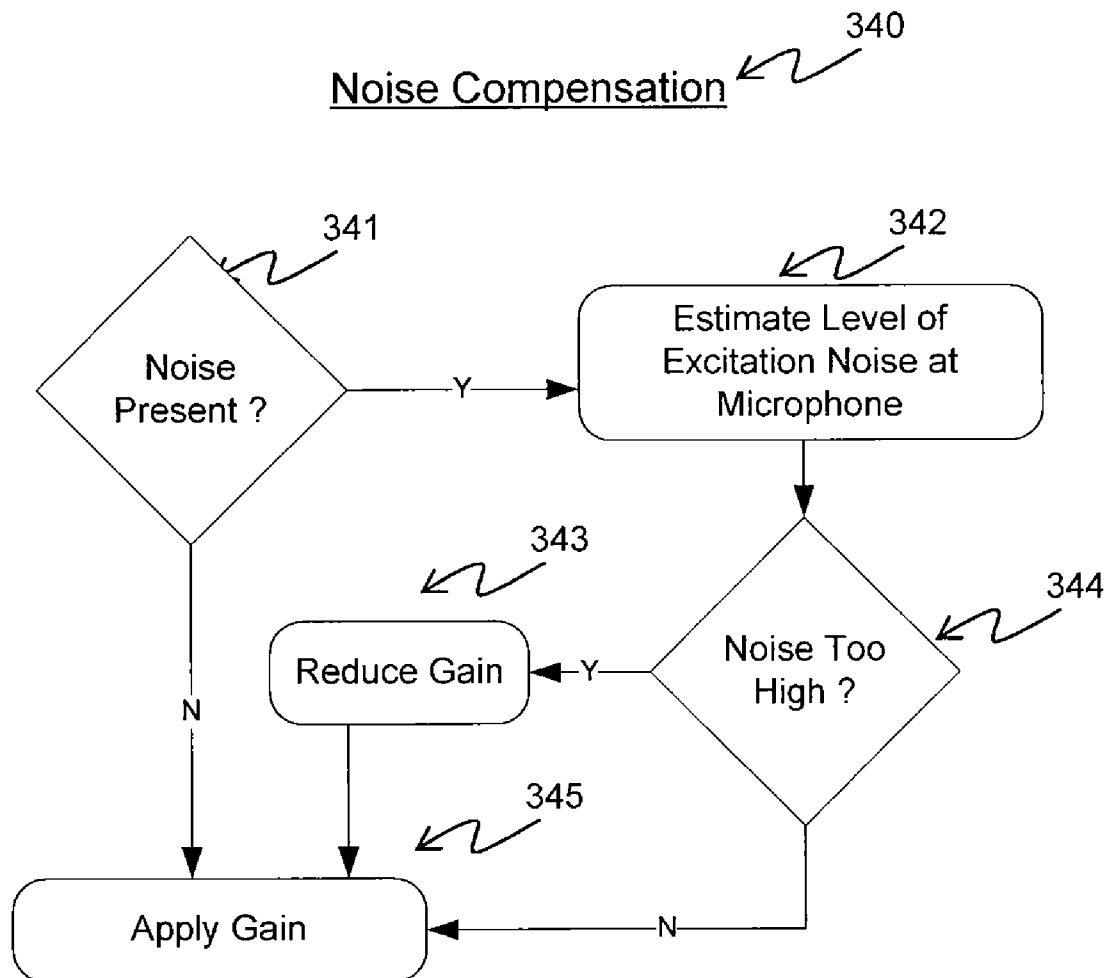 340
Noise Compensation
341
342
Noise
Present ?
Y
Estimate Level of
Excitation Noise at
Microphone
343
344
Reduce Gain
Y
Noise Too
High ?
N
345
Apply Gain
N